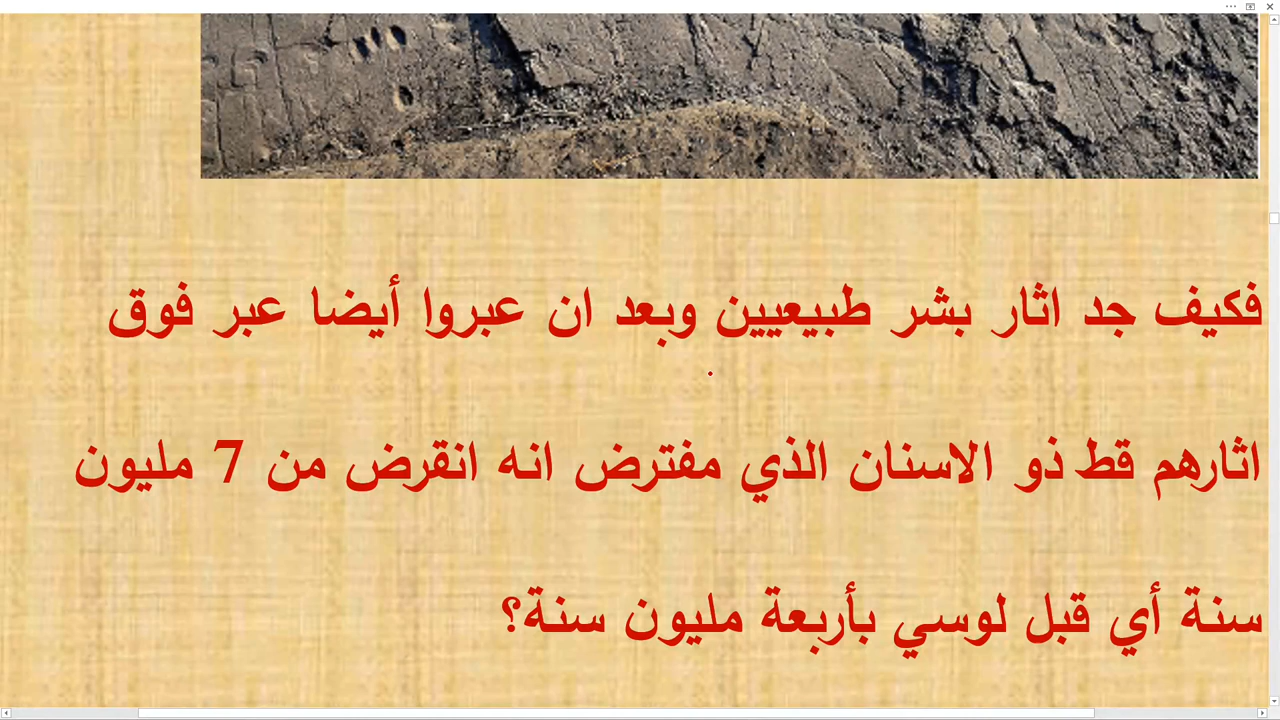 فكيف جد اثار بشر طبيعيين وبعد ان عبروا أيضا عبر فوق
اثارهم قط ذو الاسنان الذي مفترض انه انقرض من 7 مليون
سنة أي قبل لوسي بأربعة مليون سنة؟